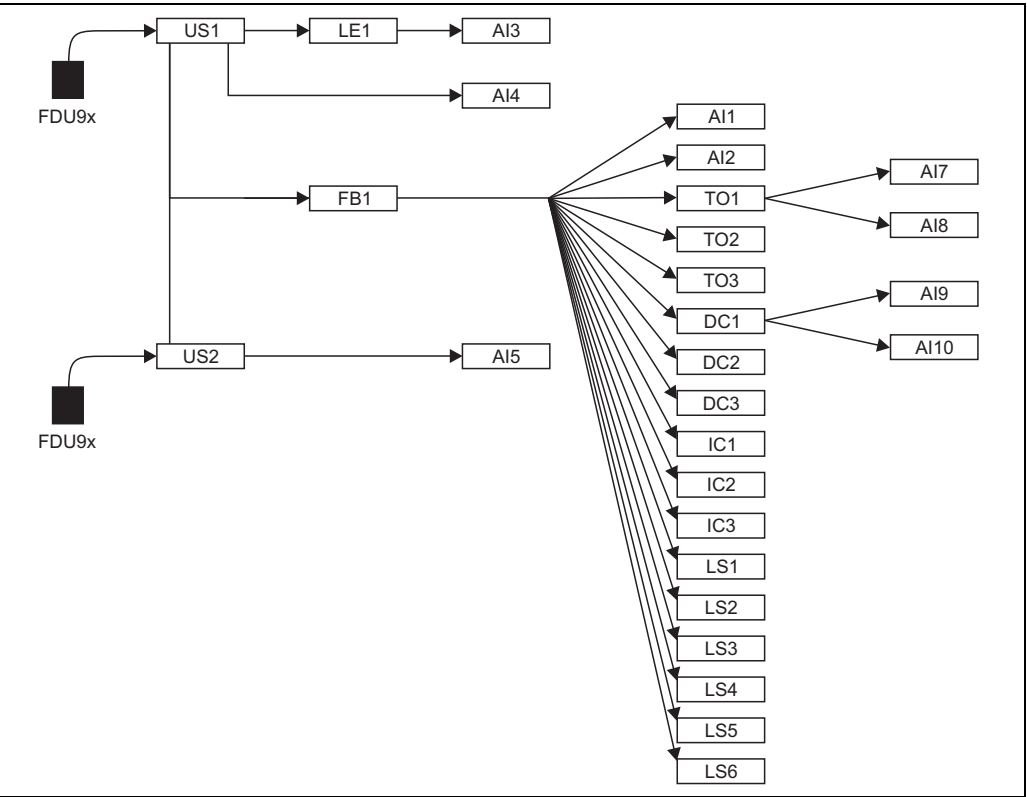 US1
LE1
AI3
FDU9x
AI4
AI1
AI2
AI7
FB1
TO1
AI8
TO2
TO3
AI9
DC1
AI10
US2
AI5
DC2
DC3
FDU9x
IC1
IC2
IC3
LS1
LS2
LS3
LS4
LS5
LS6